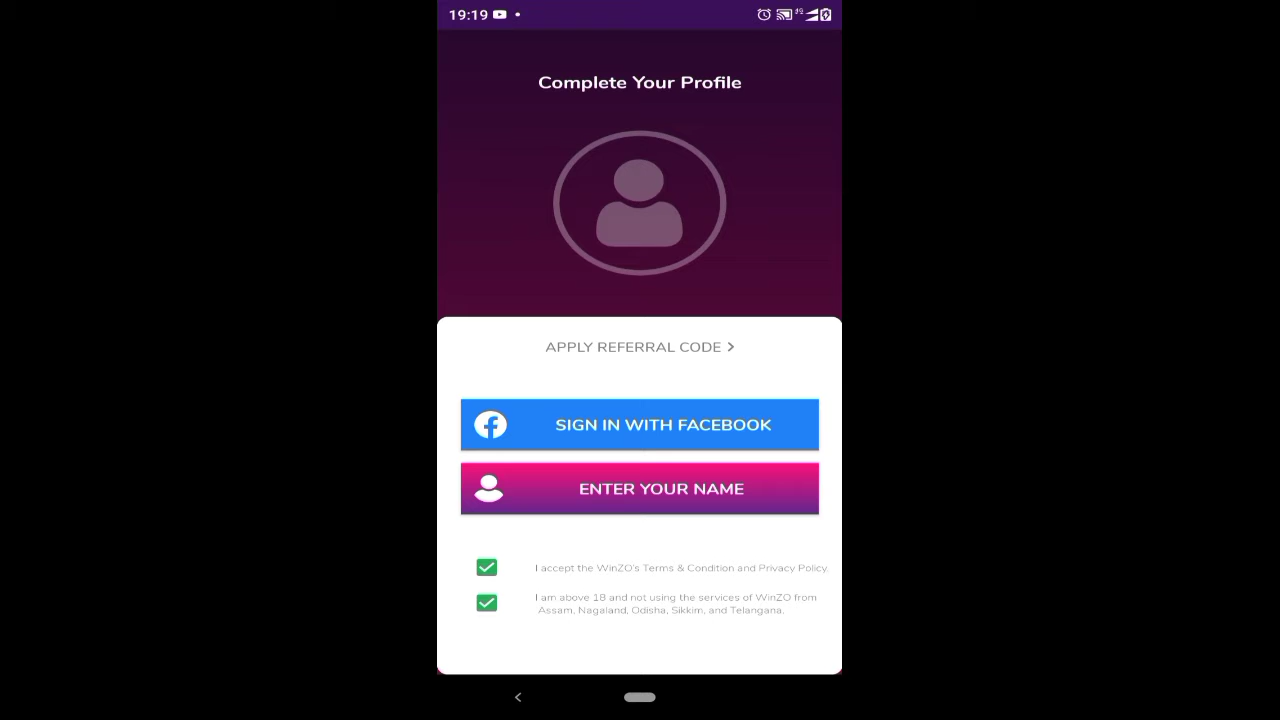 19:19
4G
Complete Your Profile
APPLY REFERRAL CODE >
SIGN IN WITH FACEBOOK
ENTER YOUR NAME
I accept the WinZO's Terms & Condition and Privacy Policy.
I am above 18 and not using the services of WinZO from
Assam, Nagaland, Odisha, Sikkim, and Telangana.